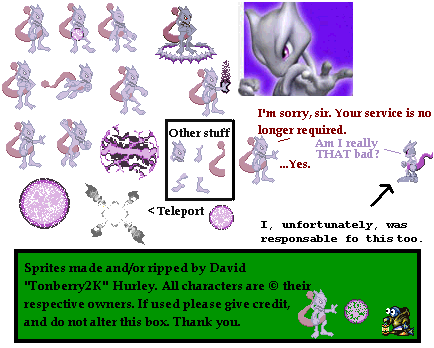 I'm sorry, sir. Your service is no
longer required.
Other stuff
Am I really
THAT bad?
...Yes.
< Teleport
I, unfortunately, was
responsable fo this too.
Sprites made and/or ripped by David
"Tonberry2K" Hurley. All characters are © their
respective owners. If used please give credit,
and do not alter this box. Thank you.